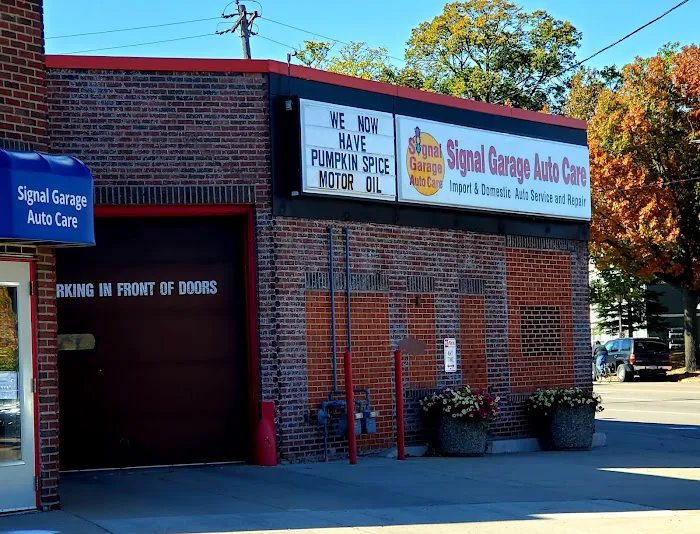 WE NOW
HAVE
PUMPKIN SPICE
MOTOR OIL
Signal
Garage
Auto Care
Signal Garage Auto Care
Import & Domestic Auto Service and Repair
Signal Garage
Auto Care
RKING IN FRONT OF DOORS